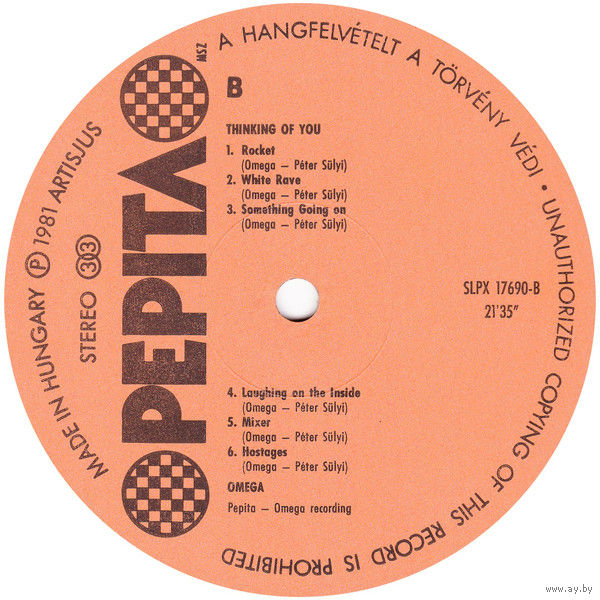 A HANGFELVÉTELT A TÖRVÉNY VÉDI • UNAUTHORIZED COPYING OF THIS RECORD IS PROHIBITED
MADE IN HUNGARY Ⓟ 1981 ARTISJUS
STEREO 303
PEPITA
MSZ
B
THINKING OF YOU
1. Rocket
(Omega – Péter Sülyi)
2. White Rave
(Omega – Péter Sülyi)
3. Something Going on
(Omega – Péter Sülyi)
SLPX 17690-B
21'35"
4. Laughing on the Inside
(Omega – Péter Sülyi)
5. Mixer
(Omega – Péter Sülyi)
6. Hostages
(Omega – Péter Sülyi)
OMEGA
Pepita – Omega recording
www.ay.by